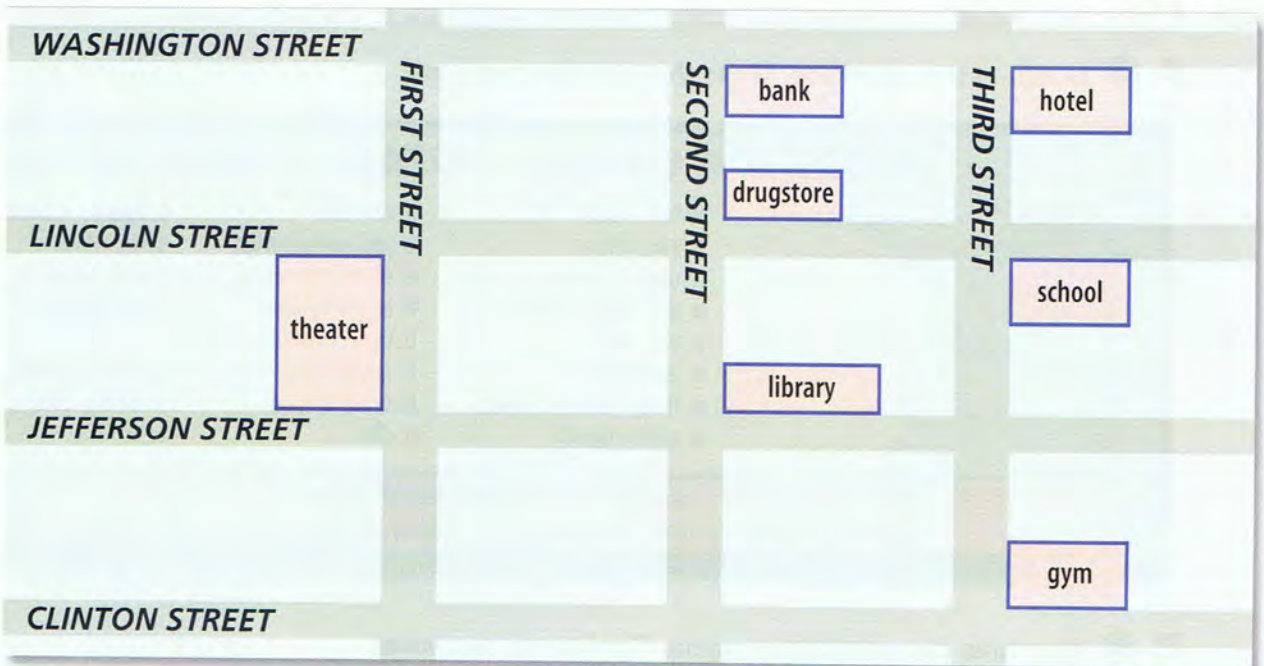 WASHINGTON STREET
FIRST STREET
SECOND STREET
THIRD STREET
bank
hotel
drugstore
LINCOLN STREET
school
theater
library
JEFFERSON STREET
gym
CLINTON STREET